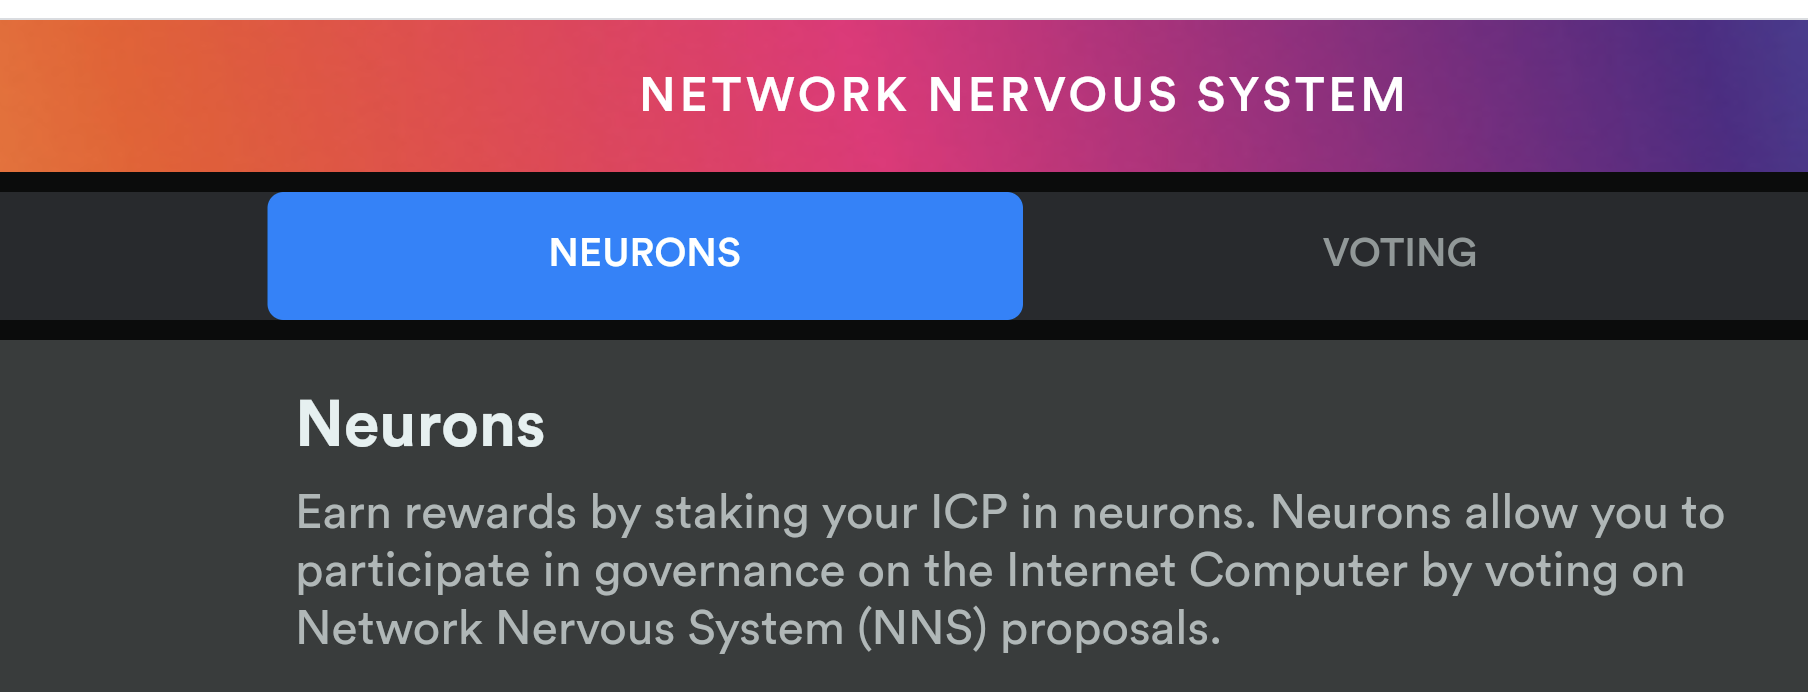 NETWORK NERVOUS SYSTEM
NEURONS
VOTING
Neurons
Earn rewards by staking your ICP in neurons. Neurons allow you to
participate in governance on the Internet Computer by voting on
Network Nervous System (NNS) proposals.